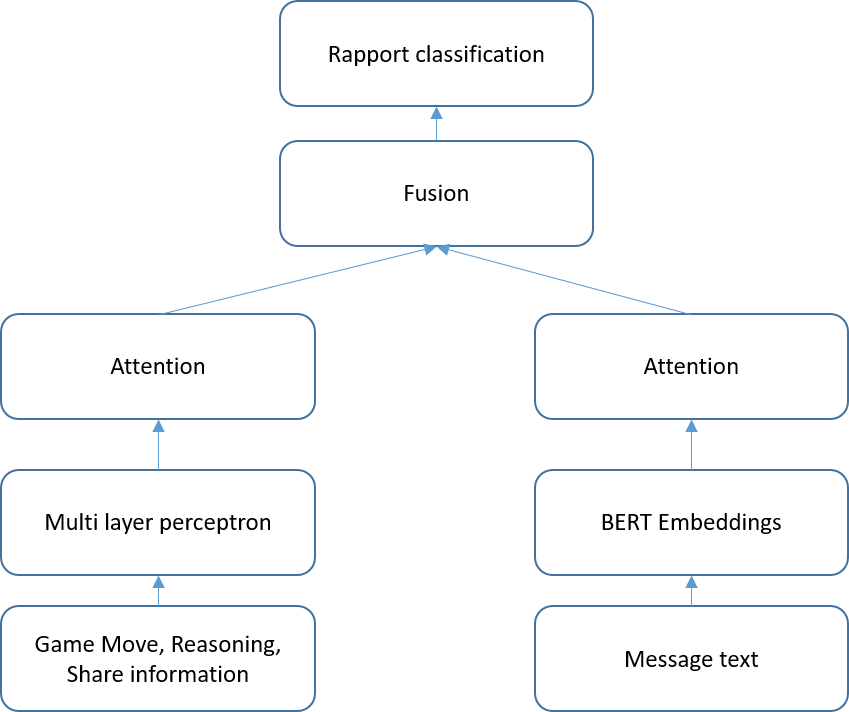 Rapport classification
Fusion
Attention
Attention
Multi layer perceptron
BERT Embeddings
Game Move, Reasoning,
Share information
Message text